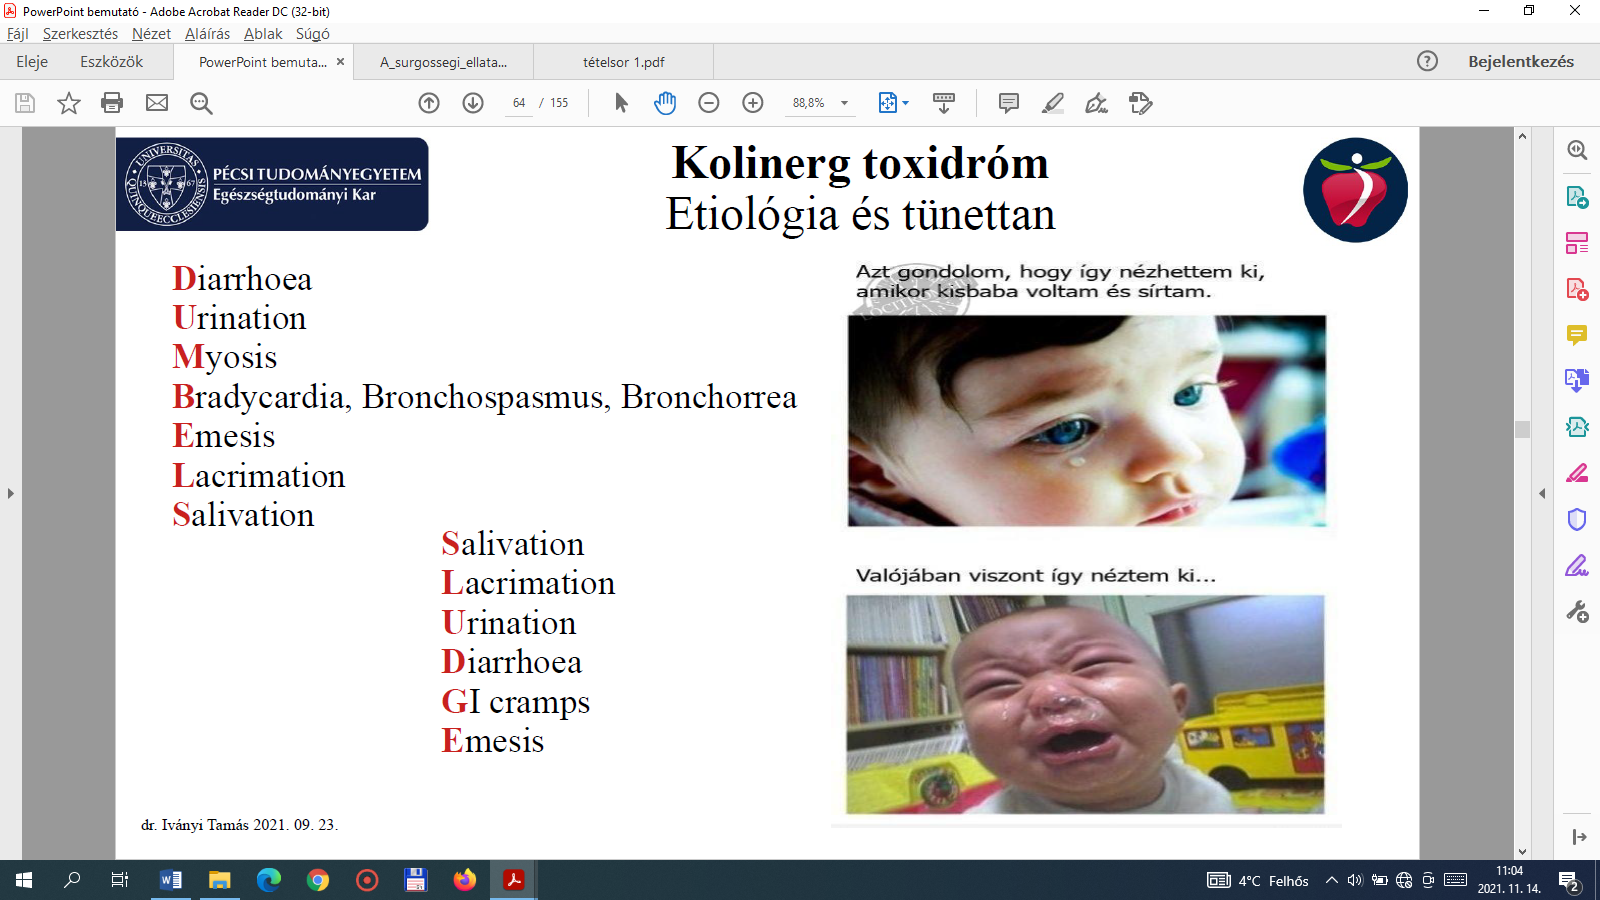 PowerPoint bemutató - Adobe Acrobat Reader DC (32-bit)
Fájl Szerkesztés Nézet Aláírás Ablak Súgó
Eleje Eszközök PowerPoint bemuta... × A_surgossegi_ellata... tételsor 1.pdf Bejelentkezés
64 / 155 88,8%
UNIVERSITAS QUINQUEECCLESIENSIS 1367
PÉCSI TUDOMÁNYEGYETEM
Egészségtudományi Kar
Kolinerg toxidróm
Etiológia és tünettan
Diarrhoea
Urination
Myosis
Bradycardia, Bronchospasmus, Bronchorrea
Emesis
Lacrimation
Salivation
Salivation
Lacrimation
Urination
Diarrhoea
GI cramps
Emesis
Azt gondolom, hogy így nézhettem ki,
amikor kisbaba voltam és sírtam.
Valójában viszont így néztem ki...
dr. Iványi Tamás 2021. 09. 23.
4°C Felhős
11:04
2021. 11. 14.
2